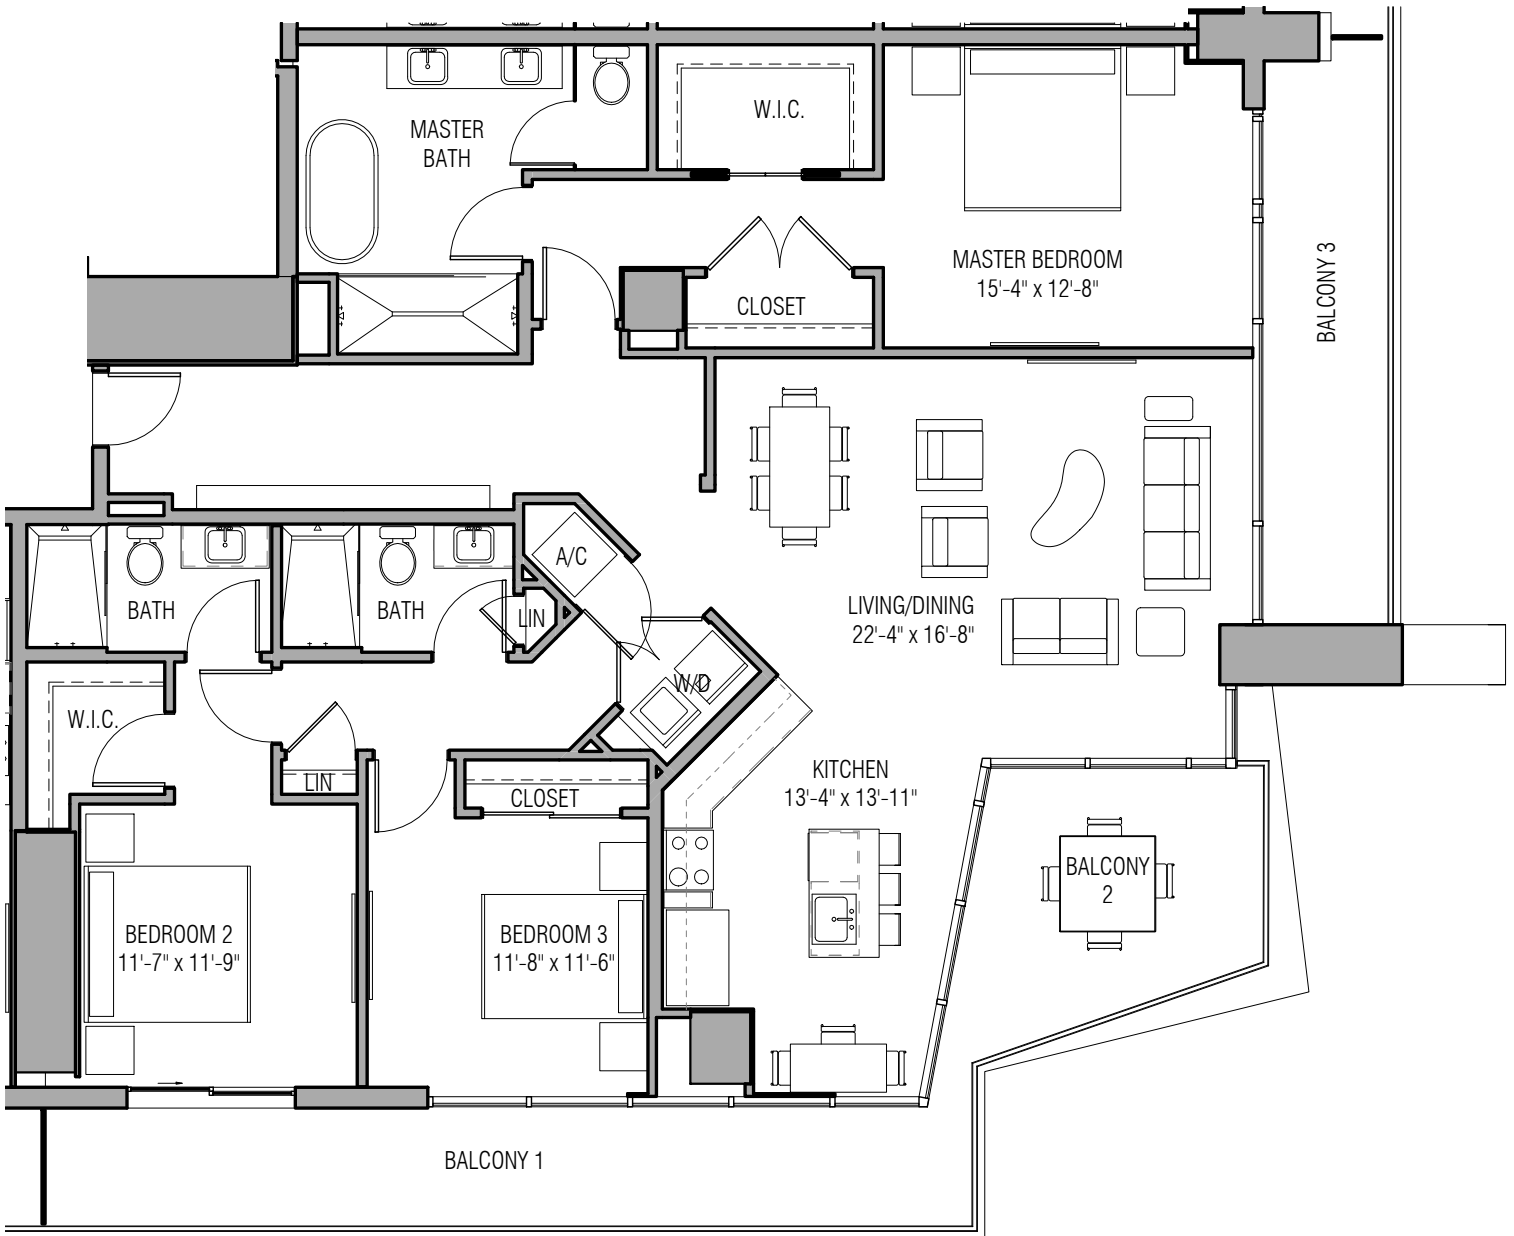 W.I.C.
MASTER
BATH
MASTER BEDROOM
15'-4" x 12'-8"
BALCONY 3
CLOSET
A/C
BATH
BATH
LIN
LIVING/DINING
22'-4" x 16'-8"
W/D
W.I.C.
LIN
CLOSET
KITCHEN
13'-4" x 13'-11"
BALCONY
2
BEDROOM 2
11'-7" x 11'-9"
BEDROOM 3
11'-8" x 11'-6"
BALCONY 1